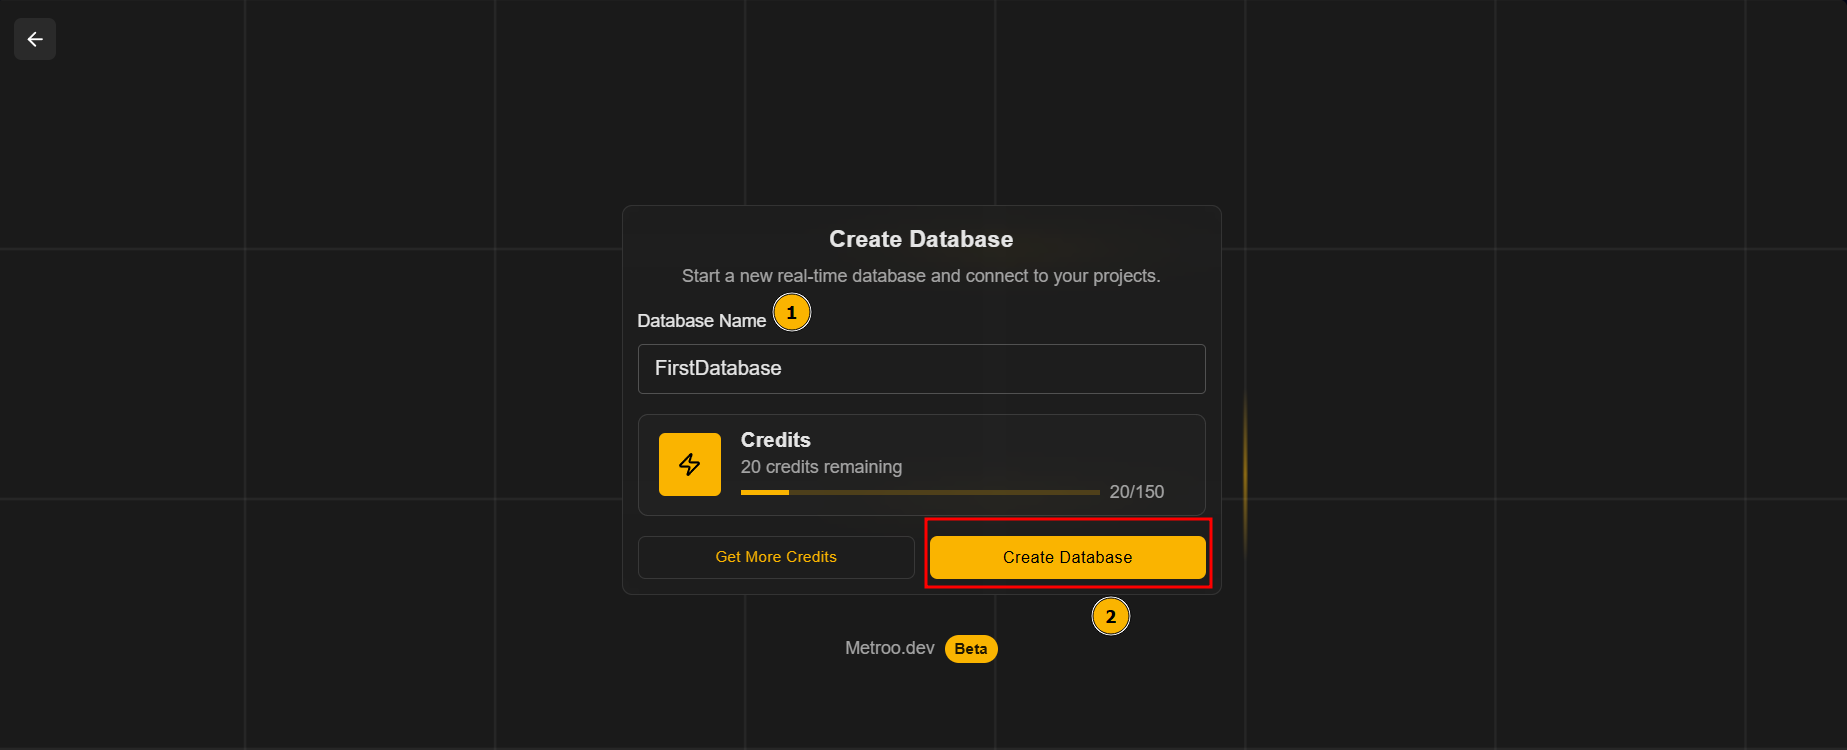 Create Database
Start a new real-time database and connect to your projects.
Database Name 1
FirstDatabase
Credits
20 credits remaining
20/150
Get More Credits
Create Database
2
Metroo.dev Beta